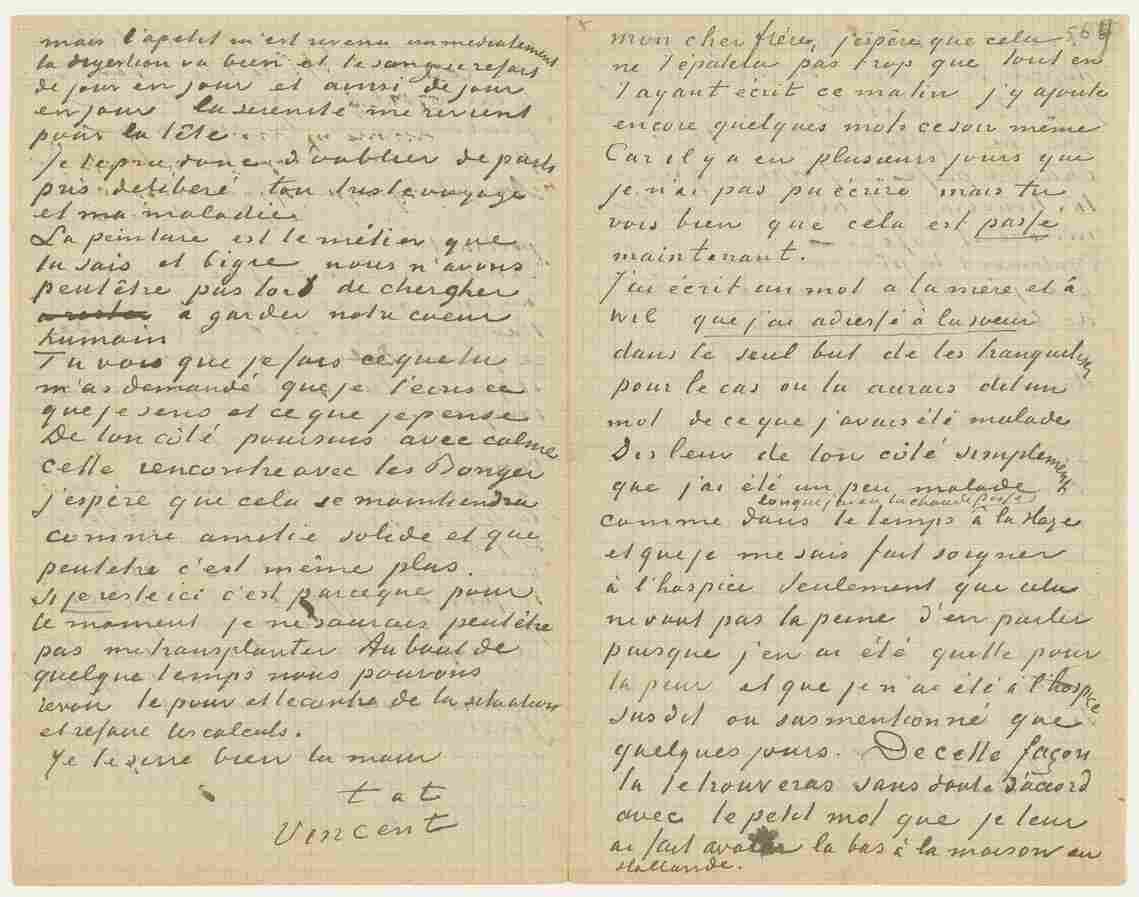 mais l'apetit m'est revenu immediatement
la digestion va bien et le sang se refait
de jour en jour et ainsi de jour
en jour la serenité me revient
pour la tête.
Je te prie donc d'oublier de parti
pris deliberé ton triste voyage
et ma maladie.
La peinture est le métier que
tu sais et bigre nous n'avons
peutêtre pas tort de chercher
à garder notre coeur
humain
Tu vois que je fais ce que tu
m'as demandé que je t'écris ce
que je sens et ce que je pense
De ton côté poursuis avec calme
cette rencontre avec les Bonger
j'espère que cela se maintiendra
comme amitié solide et que
peutetre c'est même plus.
Si je reste ici c'est parceque pour
le moment je ne saurais peutêtre
pas me transplanter Au bout de
quelque temps nous pouvons
revoir le pour et le contre de la situation
et refaire les calculs.
Je te serre bien la main
t. à t.
Vincent
mon cher frère, j'espère que cela
ne t'épatera pas trop que tout en
t'ayant écrit ce matin j'y ajoute
encore quelques mots ce soir même
Car il y a eu plusieurs jours que
je n'ai pas pu écrire mais tu
vois bien que cela est passé
maintenant.
J'ai écrit un mot a la mère et à
Wil que j'ai adressé à la soeur
dans le seul but de les tranquiliser
pour le cas ou tu aurais dit un
mot de ce que j'avais été malade
Dis leur de ton côté simplement
que j'ai été un peu malade
lorsque j'ai eu la chaude pisse
comme dans le temps à la Haye
et que je me suis fait soigner
à l'hospice Seulement que cela
ne vaut pas la peine d'en parler
puisque j'en ai été quitte pour
la peur et que je n'ai été à l'hospice
susdit ou susmentionné que
quelques jours. De cette façon
tu te trouveras sans doute d'accord
avec le petit mot que je leur
ai fait avaler la bas à la maison en
Hollande.